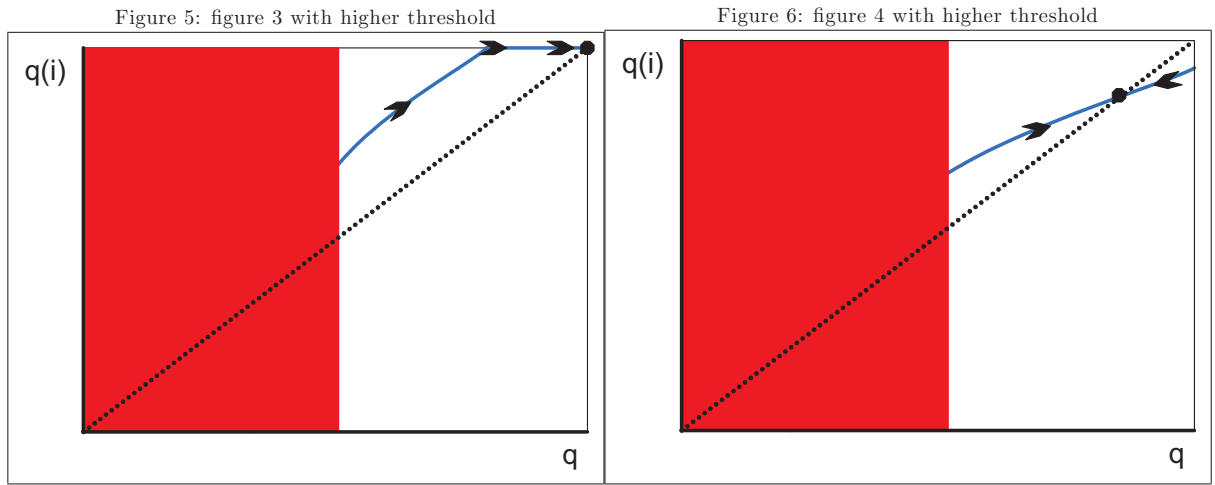 Figure 5: figure 3 with higher threshold
q(i)
q
Figure 6: figure 4 with higher threshold
q(i)
q